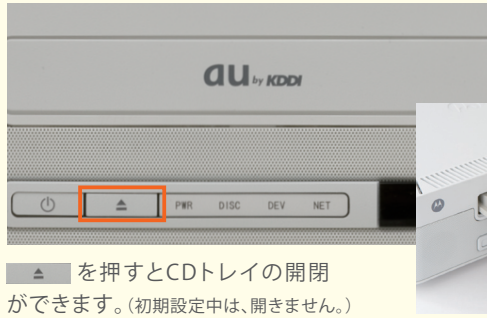 au by KDDI
PWR DISC DEV NET
を押すとCDトレイの開閉
ができます。(初期設定中は、開きません。)